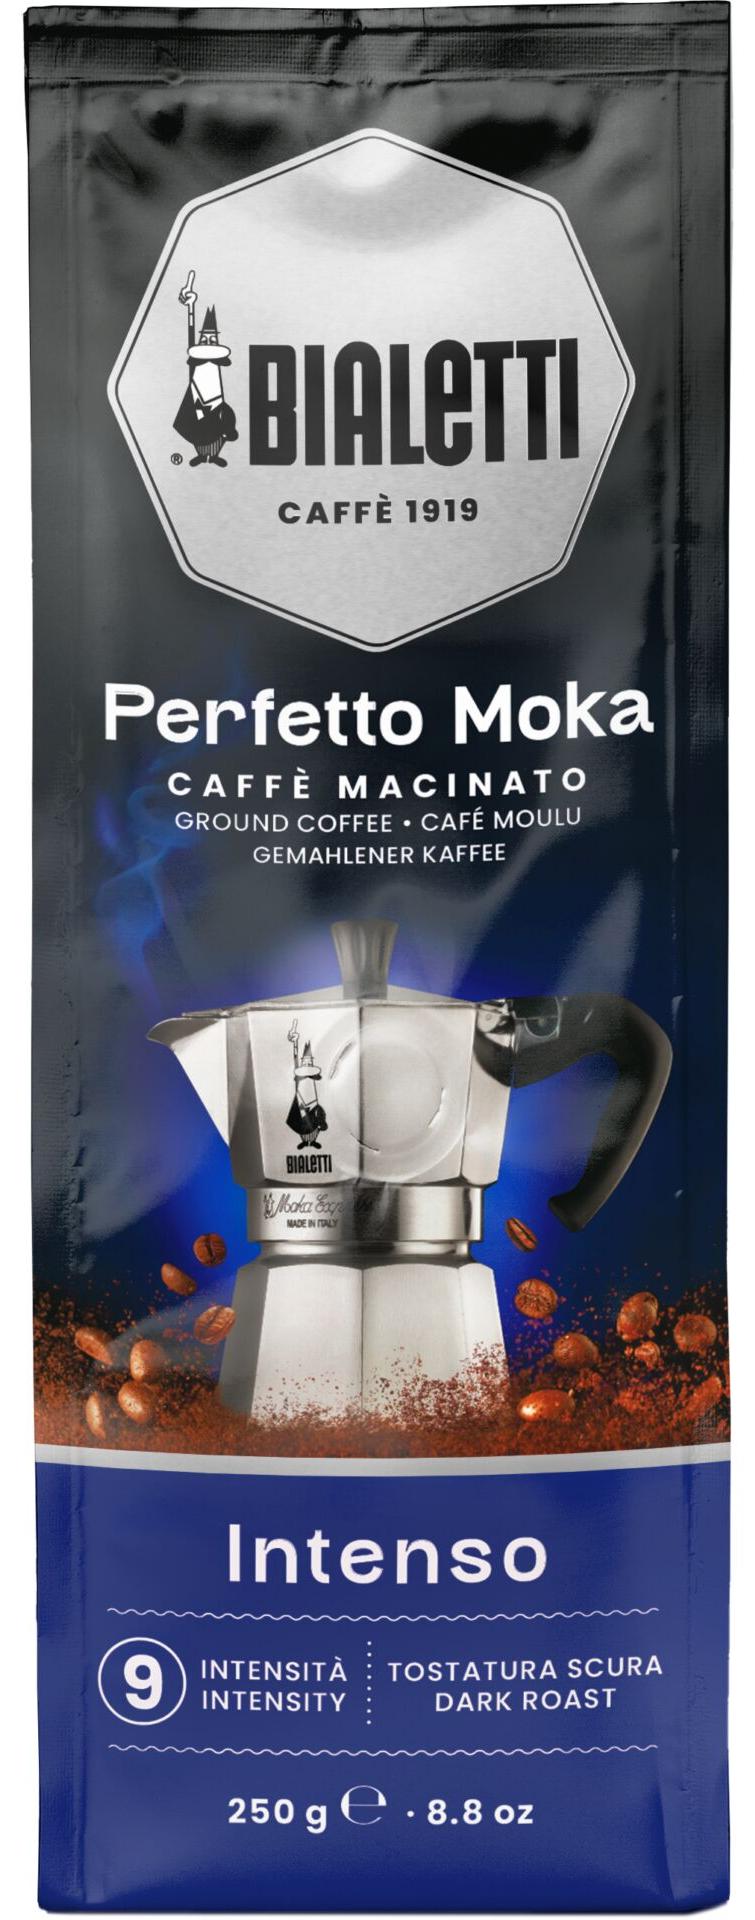 BIALETTI
®
CAFFÈ 1919
Perfetto Moka
CAFFÈ MACINATO
GROUND COFFEE • CAFÉ MOULU
GEMAHLENER KAFFEE
BIALETTI
Moka
MADE IN ITALY
Intenso
9 INTENSITÀ
INTENSITY
TOSTATURA SCURA
DARK ROAST
250 g ℮ · 8.8 oz